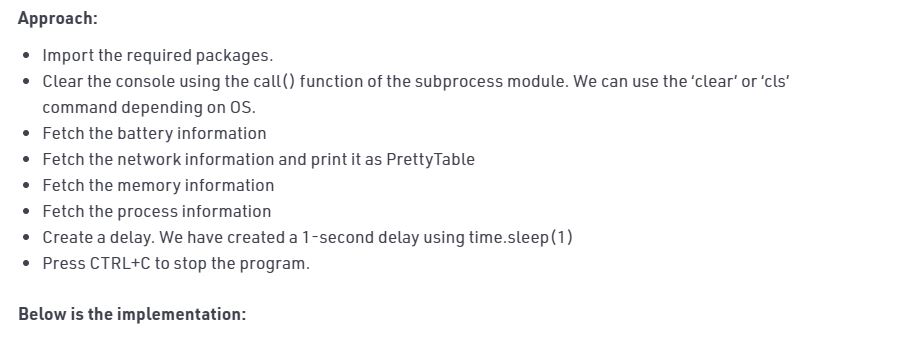 Approach:
• Import the required packages.
• Clear the console using the call() function of the subprocess module. We can use the ‘clear’ or ‘cls’
command depending on OS.
• Fetch the battery information
• Fetch the network information and print it as PrettyTable
• Fetch the memory information
• Fetch the process information
• Create a delay. We have created a 1-second delay using time.sleep(1)
• Press CTRL+C to stop the program.
Below is the implementation: